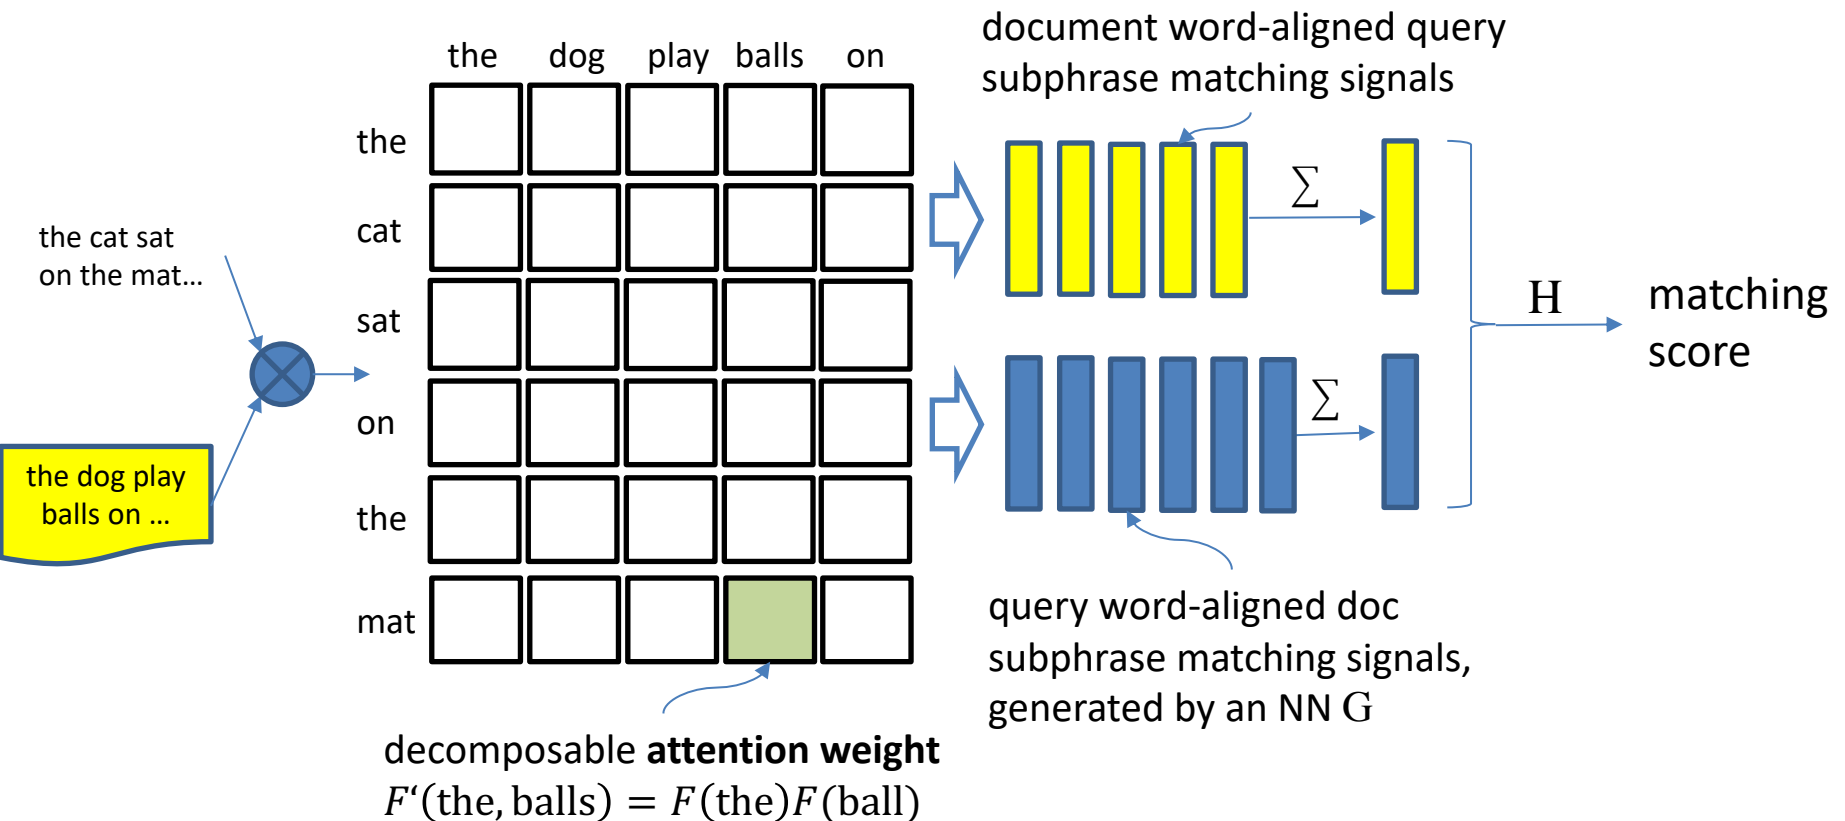 document word-aligned query
subphrase matching signals
the dog play balls on
the
cat
sat
on
the
mat
the cat sat
on the mat...
the dog play
balls on ...
∑
∑
H
matching
score
query word-aligned doc
subphrase matching signals,
generated by an NN G
decomposable attention weight
F‘(the, balls) = F(the)F(ball)